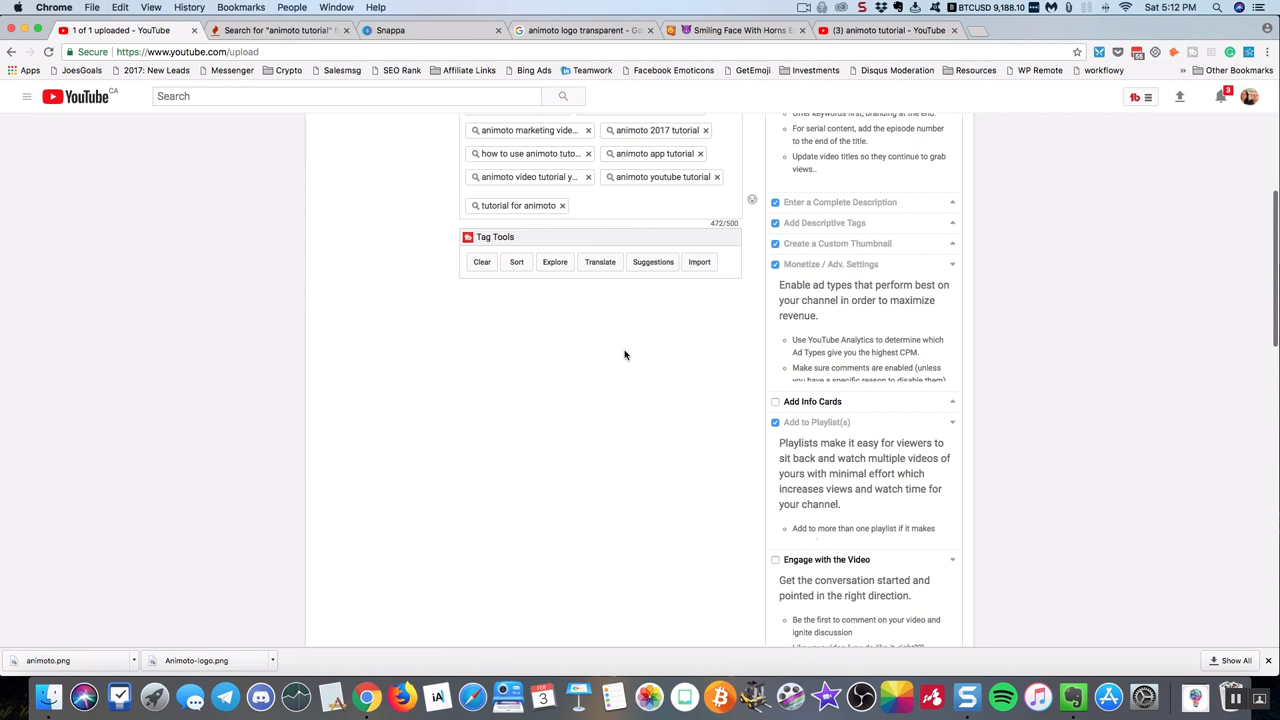 Chrome File Edit View History Bookmarks People Window Help
BTCUSD 9,188.10 Sat 5:12 PM
1 of 1 uploaded - YouTube
Search for "animoto tutorial"
Snappa
animoto logo transparent - Go
Smiling Face With Horns E
(3) animoto tutorial - YouTube
Secure https://www.youtube.com/upload
55
Apps JoesGoals 2017: New Leads Messenger Crypto Salesmsg SEO Rank Affiliate Links Bing Ads Teamwork Facebook Emoticons GetEmoji Investments Disqus Moderation Resources WP Remote workflowy » Other Bookmarks
YouTube CA
Search
tb
3
Offer keywords first, branding at the end.
animoto marketing vide...
animoto 2017 tutorial
how to use animoto tuto...
animoto app tutorial
animoto video tutorial y...
animoto youtube tutorial
tutorial for animoto
472/500
Tag Tools
Clear Sort Explore Translate Suggestions Import
For serial content, add the episode number
to the end of the title.
Update video titles so they continue to grab
views..
Enter a Complete Description
Add Descriptive Tags
Create a Custom Thumbnail
Monetize / Adv. Settings
Enable ad types that perform best on
your channel in order to maximize
revenue.
Use YouTube Analytics to determine which
Ad Types give you the highest CPM.
Make sure comments are enabled (unless
you have a specific reason to disable them)
Add Info Cards
Add to Playlist(s)
Playlists make it easy for viewers to
sit back and watch multiple videos of
yours with minimal effort which
increases views and watch time for
your channel.
Add to more than one playlist if it makes
Engage with the Video
Get the conversation started and
pointed in the right direction.
Be the first to comment on your video and
ignite discussion
animoto.png
Animoto-logo.png
Show All
FEB
3
iA